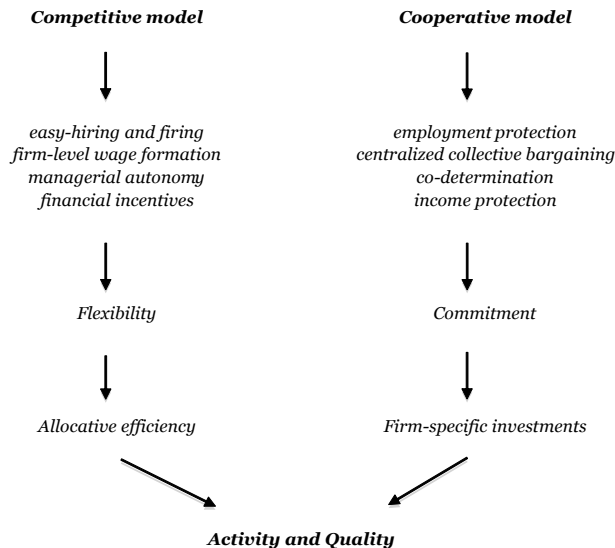 Competitive model
Cooperative model
easy-hiring and firing
firm-level wage formation
managerial autonomy
financial incentives
employment protection
centralized collective bargaining
co-determination
income protection
Flexibility
Commitment
Allocative efficiency
Firm-specific investments
Activity and Quality